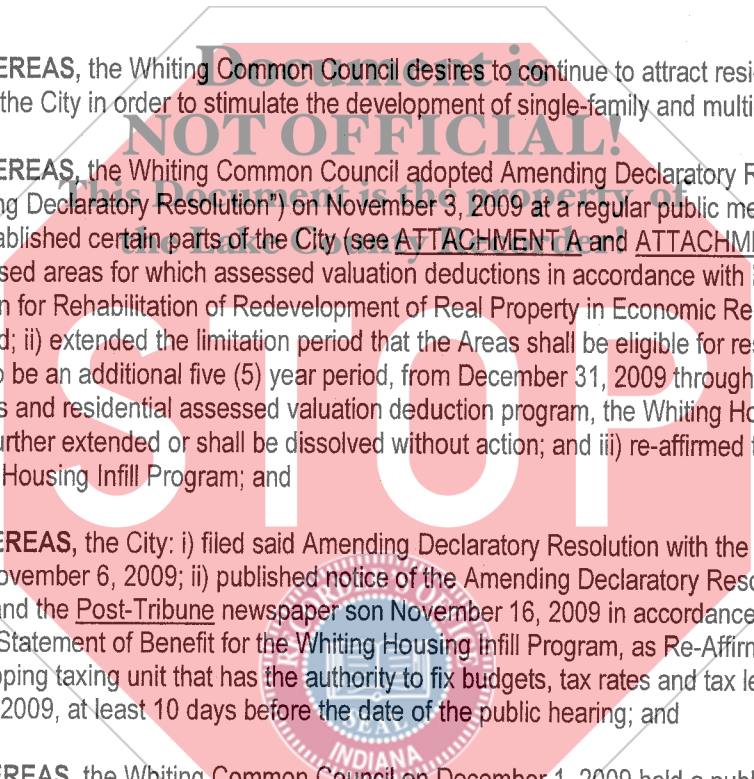 EREAS, the Whiting Common Council desires to continue to attract resi
the City in order to stimulate the development of single-family and multi
EREAS, the Whiting Common Council adopted Amending Declaratory R
ng Declaratory Resolution") on November 3, 2009 at a regular public me
ablished certain parts of the City (see ATTACHMENT A and ATTACHME
sed areas for which assessed valuation deductions in accordance with
n for Rehabilitation of Redevelopment of Real Property in Economic Re
d; ii) extended the limitation period that the Areas shall be eligible for res
o be an additional five (5) year period, from December 31, 2009 through
s and residential assessed valuation deduction program, the Whiting Ho
urther extended or shall be dissolved without action; and iii) re-affirmed t
Housing Infill Program; and
EREAS, the City: i) filed said Amending Declaratory Resolution with the
ovember 6, 2009; ii) published notice of the Amending Declaratory Reso
and the Post-Tribune newspaper son November 16, 2009 in accordance
Statement of Benefit for the Whiting Housing Infill Program, as Re-Affirm
pping taxing unit that has the authority to fix budgets, tax rates and tax le
2009, at least 10 days before the date of the public hearing; and
EREAS, the Whiting Common Council on December 1, 2009 held a publ
Document is
NOT OFFICIAL!
This Document is the property of
the Lake County Recorder!
STOP
RECORDER'S OFFICE
SEAL
INDIANA